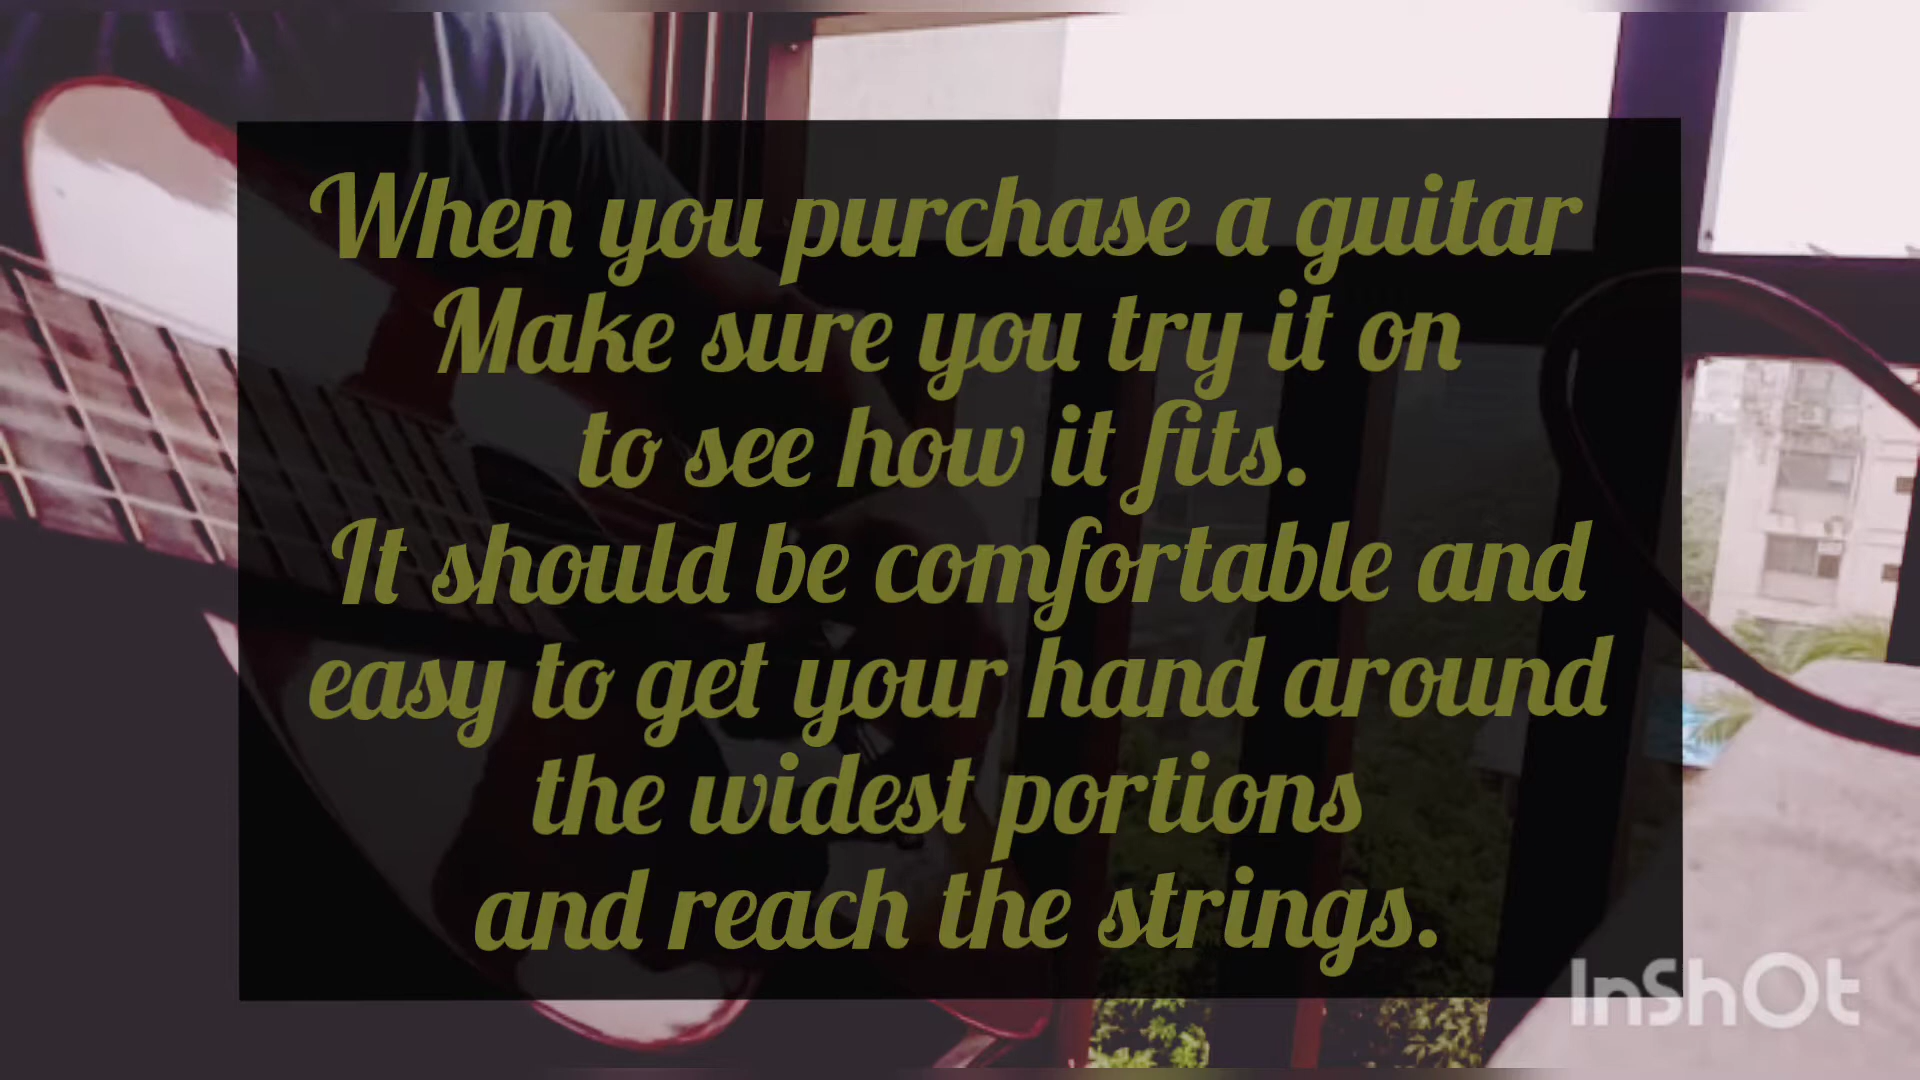 When you purchase a guitar
Make sure you try it on
to see how it fits.
It should be comfortable and
easy to get your hand around
the widest portions
and reach the strings.
InShOt